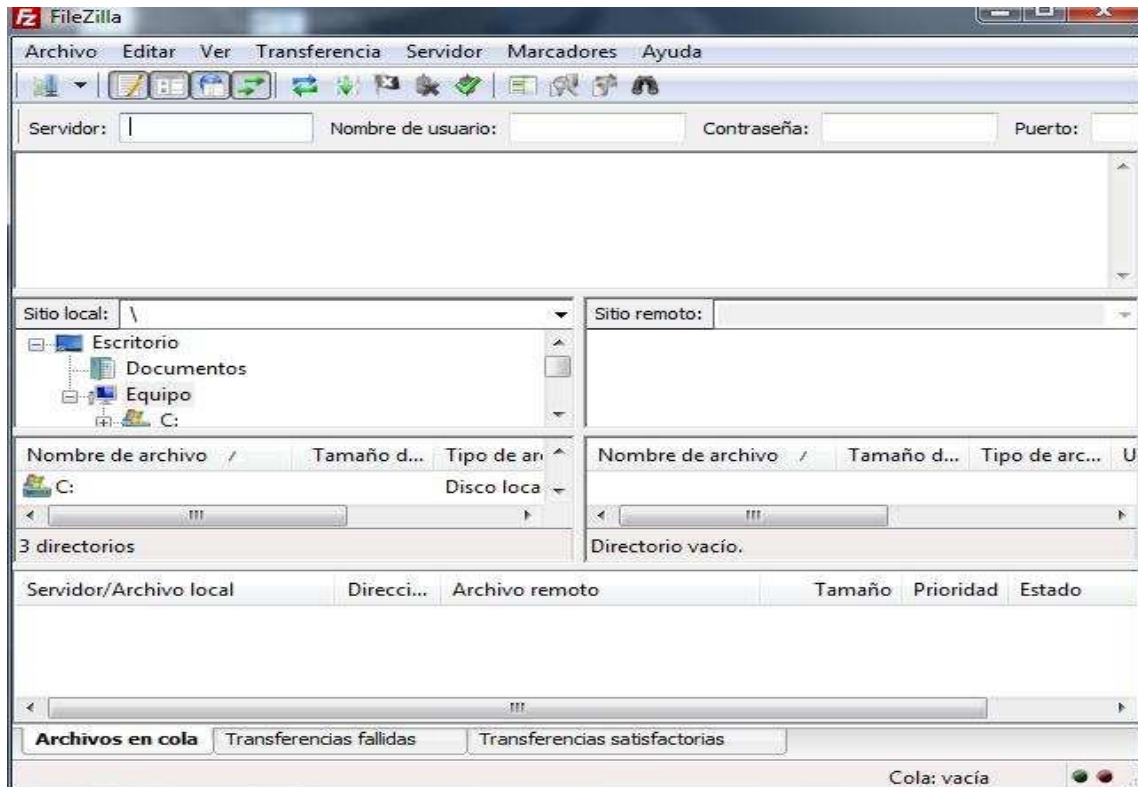 FileZilla
Archivo Editar Ver Transferencia Servidor Marcadores Ayuda
Servidor: Nombre de usuario: Contraseña: Puerto:
Sitio local: \
Sitio remoto:
Escritorio
Documentos
Equipo
C:
Nombre de archivo / Tamaño d... Tipo de arc
C: Disco loca
3 directorios
Nombre de archivo / Tamaño d... Tipo de arc... U
Directorio vacío.
Servidor/Archivo local Direcci... Archivo remoto Tamaño Prioridad Estado
Archivos en cola Transferencias fallidas Transferencias satisfactorias
Cola: vacía